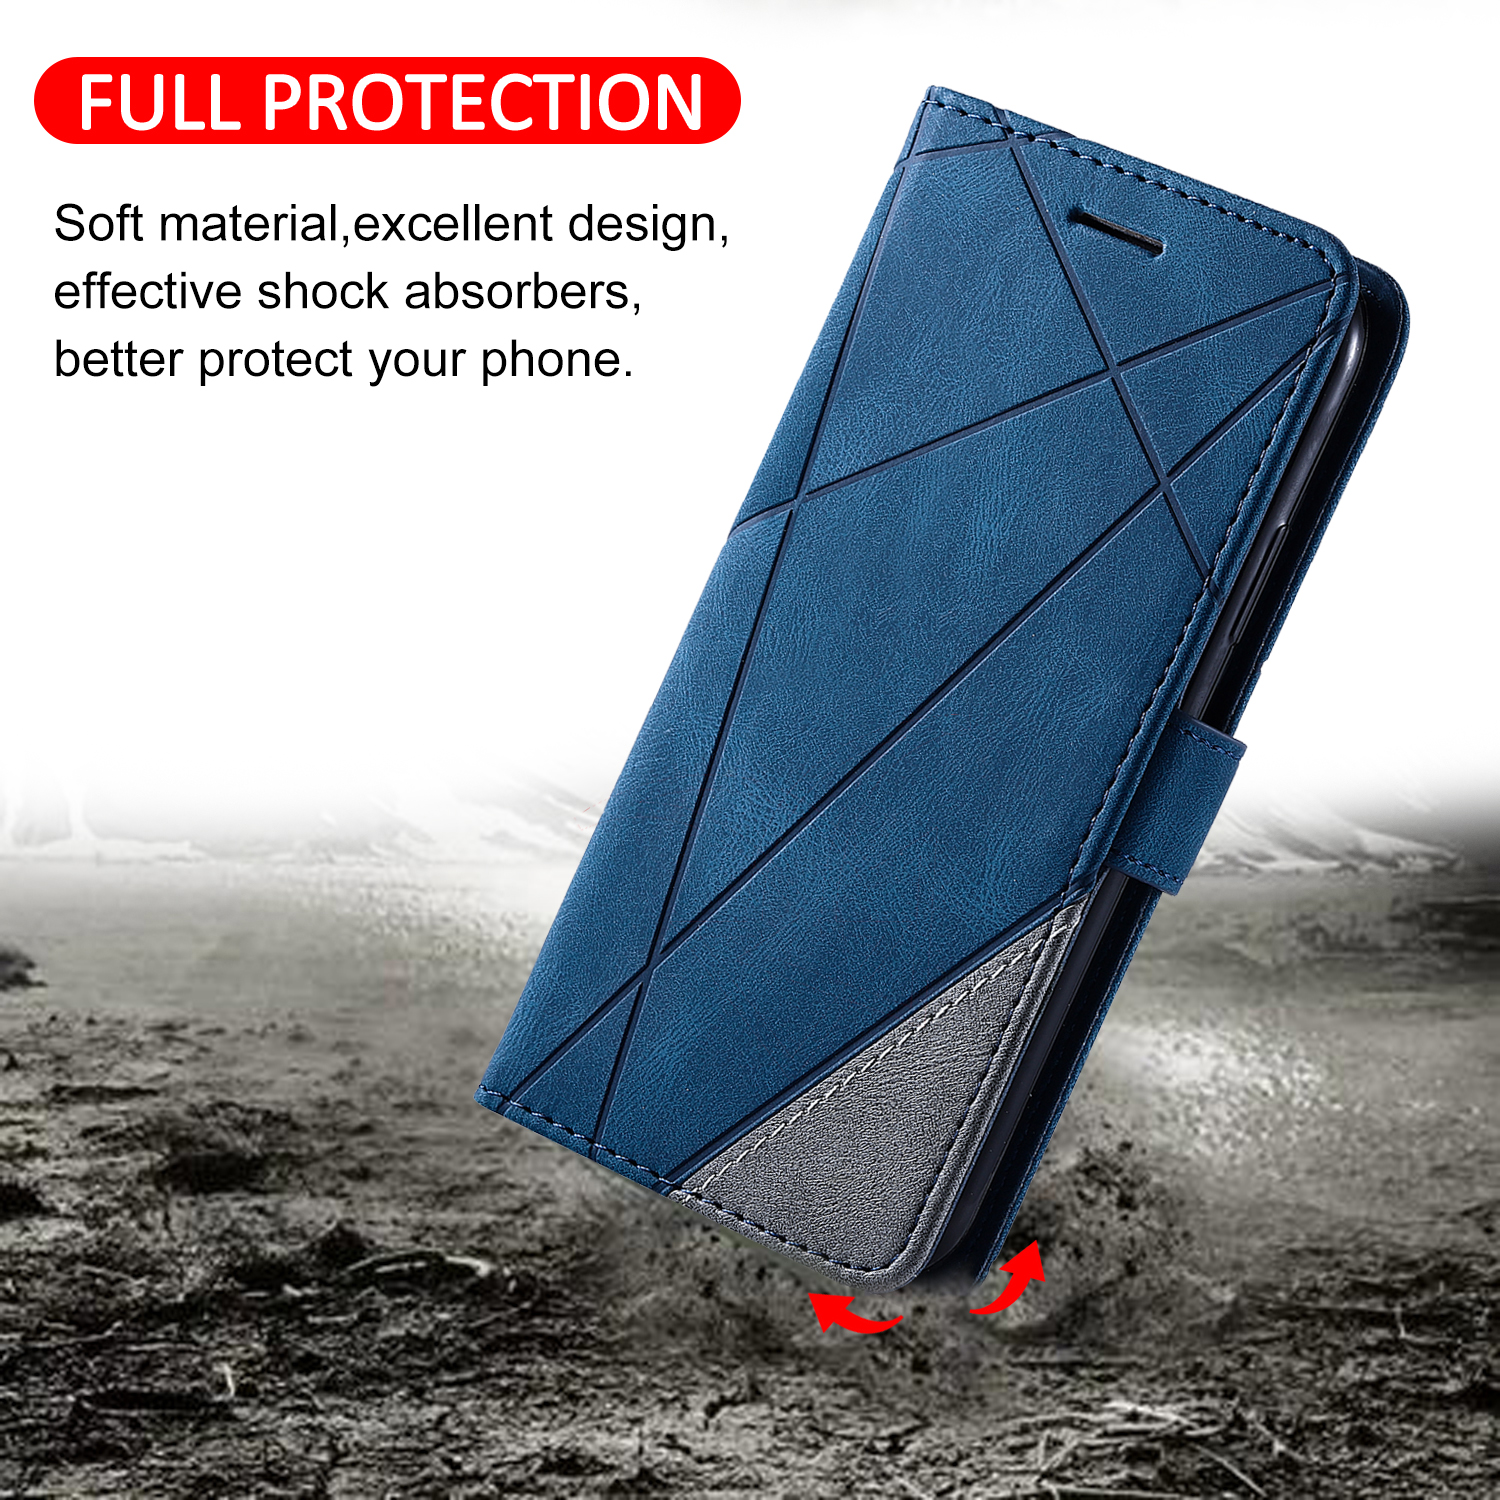 FULL PROTECTION
Soft material,excellent design,
effective shock absorbers,
better protect your phone.